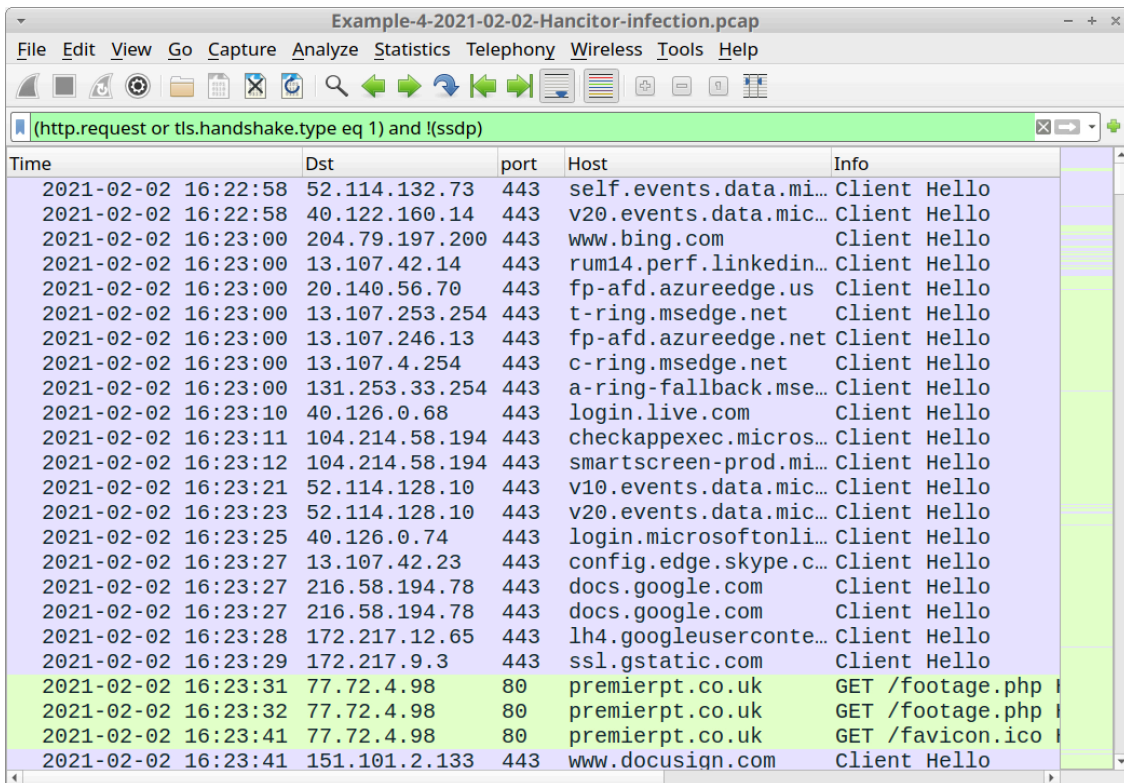 Example-4-2021-02-02-Hancitor-infection.pcap
File Edit View Go Capture Analyze Statistics Telephony Wireless Tools Help
(http.request or tls.handshake.type eq 1) and !(ssdp)
Time Dst port Host Info
2021-02-02 16:22:58 52.114.132.73 443 self.events.data.mi… Client Hello
2021-02-02 16:22:58 40.122.160.14 443 v20.events.data.mic… Client Hello
2021-02-02 16:23:00 204.79.197.200 443 www.bing.com Client Hello
2021-02-02 16:23:00 13.107.42.14 443 rum14.perf.linkedin… Client Hello
2021-02-02 16:23:00 20.140.56.70 443 fp-afd.azureedge.us Client Hello
2021-02-02 16:23:00 13.107.253.254 443 t-ring.msedge.net Client Hello
2021-02-02 16:23:00 13.107.246.13 443 fp-afd.azureedge.net Client Hello
2021-02-02 16:23:00 13.107.4.254 443 c-ring.msedge.net Client Hello
2021-02-02 16:23:00 131.253.33.254 443 a-ring-fallback.mse… Client Hello
2021-02-02 16:23:10 40.126.0.68 443 login.live.com Client Hello
2021-02-02 16:23:11 104.214.58.194 443 checkappexec.micros… Client Hello
2021-02-02 16:23:12 104.214.58.194 443 smartscreen-prod.mi… Client Hello
2021-02-02 16:23:21 52.114.128.10 443 v10.events.data.mic… Client Hello
2021-02-02 16:23:23 52.114.128.10 443 v20.events.data.mic… Client Hello
2021-02-02 16:23:25 40.126.0.74 443 login.microsoftonli… Client Hello
2021-02-02 16:23:27 13.107.42.23 443 config.edge.skype.c… Client Hello
2021-02-02 16:23:27 216.58.194.78 443 docs.google.com Client Hello
2021-02-02 16:23:27 216.58.194.78 443 docs.google.com Client Hello
2021-02-02 16:23:28 172.217.12.65 443 lh4.googleuserconte… Client Hello
2021-02-02 16:23:29 172.217.9.3 443 ssl.gstatic.com Client Hello
2021-02-02 16:23:31 77.72.4.98 80 premierpt.co.uk GET /footage.php
2021-02-02 16:23:32 77.72.4.98 80 premierpt.co.uk GET /footage.php
2021-02-02 16:23:41 77.72.4.98 80 premierpt.co.uk GET /favicon.ico
2021-02-02 16:23:41 151.101.2.133 443 www.docusign.com Client Hello